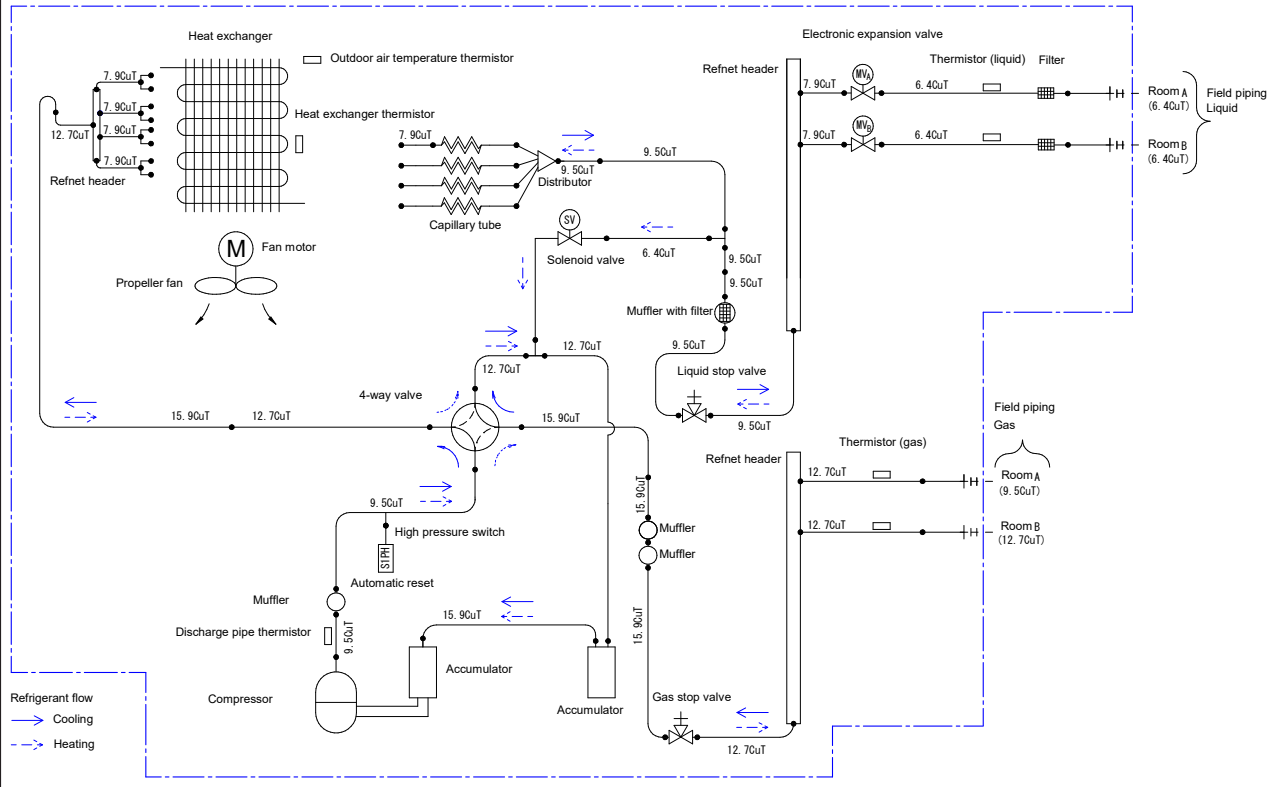 Electronic expansion valve
Heat exchanger
Outdoor air temperature thermistor
Refnet header
Thermistor (liquid)
Filter
7.9CuT
7.9CuT
MVA
6.4CuT
Room A
(6.4CuT)
Field piping
Liquid
7.9CuT
Heat exchanger thermistor
12.7CuT
7.9CuT
7.9CuT
7.9CuT
MVB
6.4CuT
Room B
(6.4CuT)
9.5CuT
7.9CuT
9.5CuT
Refnet header
Distributor
Capillary tube
SV
M
Fan motor
Solenoid valve
6.4CuT
9.5CuT
9.5CuT
Propeller fan
Muffler with filter
12.7CuT
9.5CuT
12.7CuT
Liquid stop valve
4-way valve
15.9CuT
12.7CuT
15.9CuT
9.5CuT
Field piping
Gas
Thermistor (gas)
Refnet header
12.7CuT
Room A
(9.5CuT)
15.9CuT
9.5CuT
High pressure switch
Muffler
12.7CuT
Room B
(12.7CuT)
S1PH
Muffler
Automatic reset
Muffler
15.9CuT
15.9CuT
Discharge pipe thermistor
9.5CuT
Accumulator
Compressor
Accumulator
Gas stop valve
12.7CuT
Refrigerant flow
Cooling
Heating